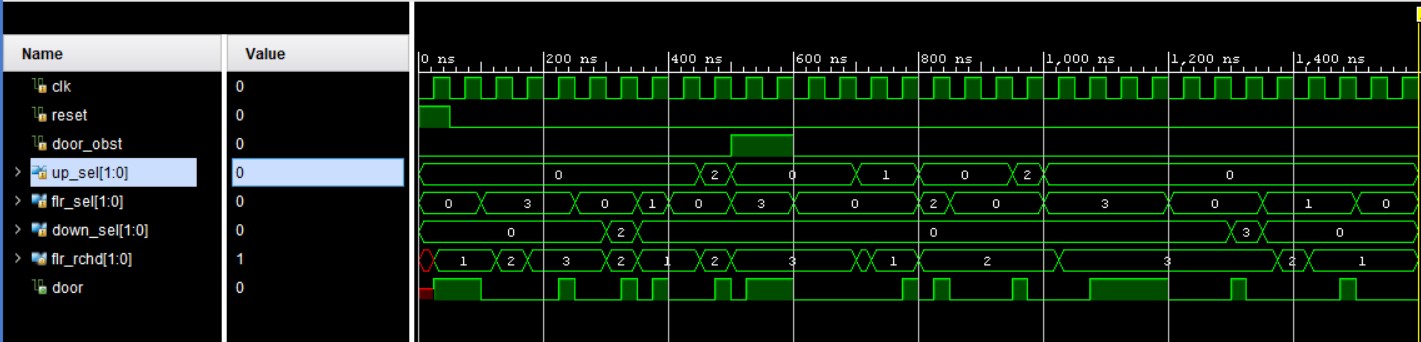 Name Value
0 ns 200 ns 400 ns 600 ns 800 ns 1,000 ns 1,200 ns 1,400 ns
clk 0
reset 0
door_obst 0
up_sel[1:0] 0 0 2 0 1 0 2 0
flr_sel[1:0] 0 0 3 0 1 0 3 0 2 0 3 0 1 0
down_sel[1:0] 0 0 2 0 3 0
flr_rchd[1:0] 1 1 2 3 2 1 2 3 1 2 3 2 1
door 0